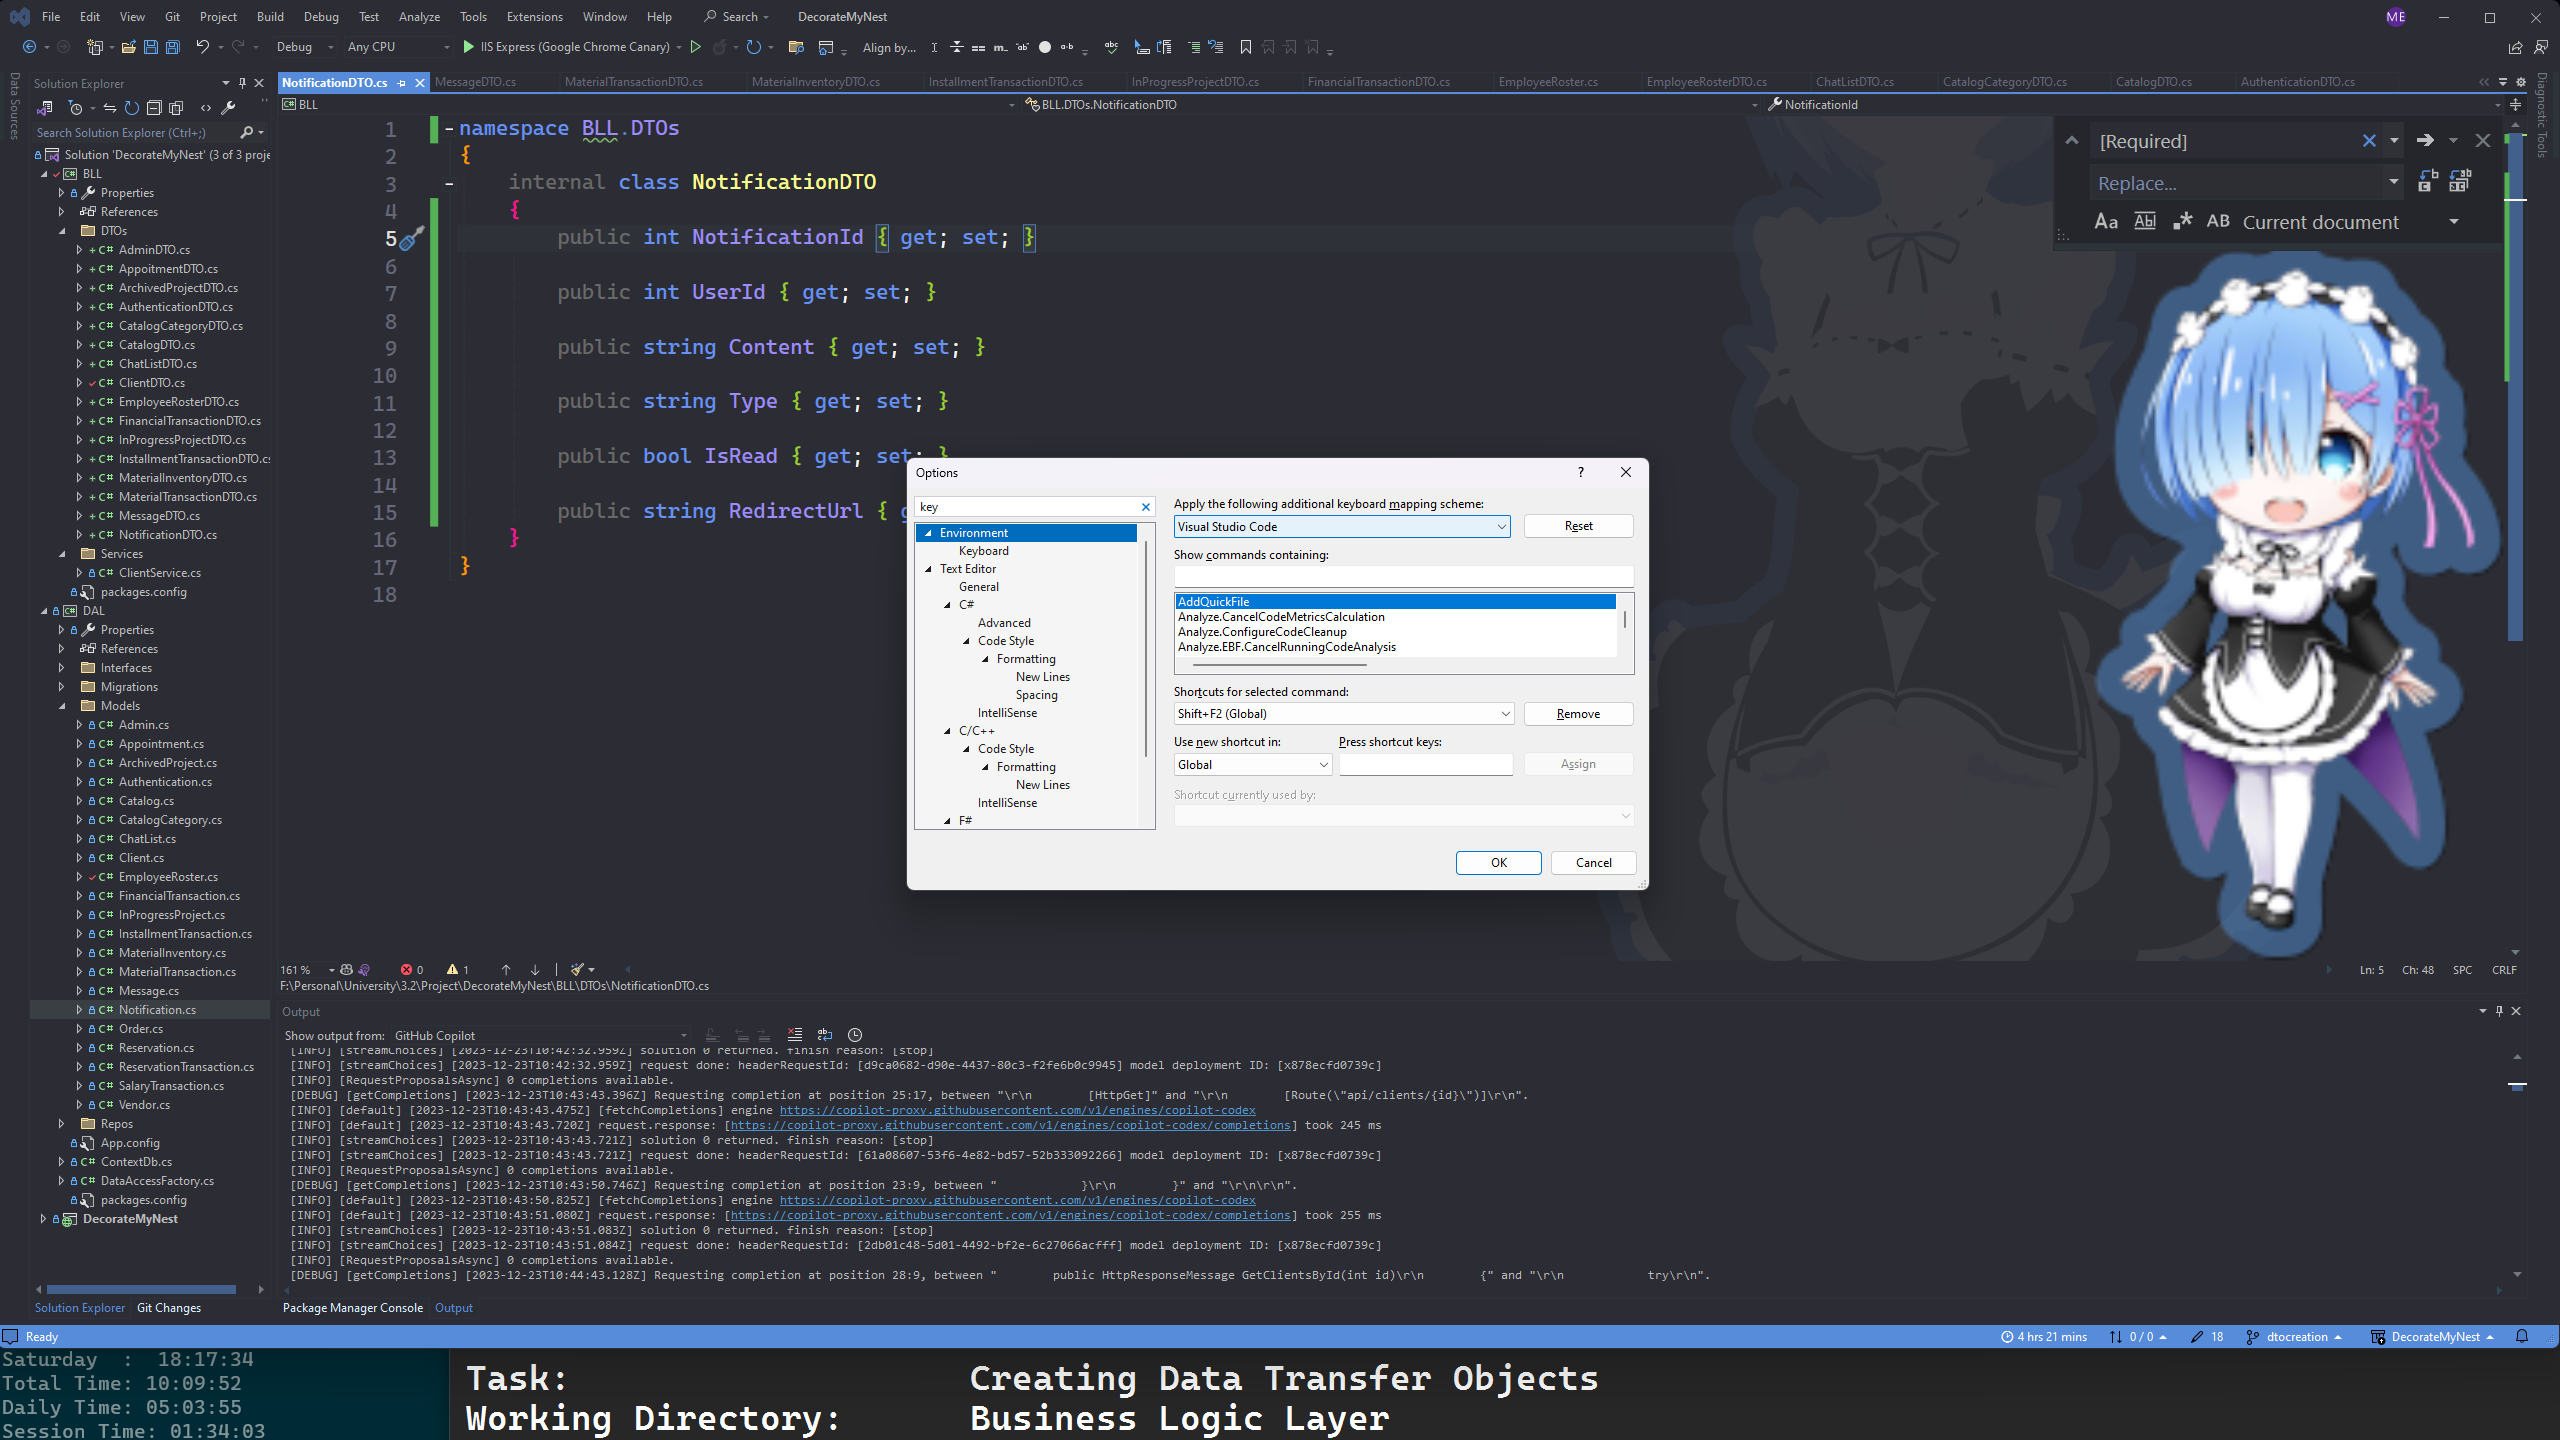 File Edit View Git Project Build Debug Test Analyze Tools Extensions Window Help Search DecorateMyNest ME
Debug Any CPU IIS Express (Google Chrome Canary) Align by...
Data Sources
Solution Explorer
Search Solution Explorer (Ctrl+;)
Solution 'DecorateMyNest' (3 of 3 proje
BLL
Properties
References
DTOs
AdminDTO.cs
AppoitmentDTO.cs
ArchivedProjectDTO.cs
AuthenticationDTO.cs
CatalogCategoryDTO.cs
CatalogDTO.cs
ChatListDTO.cs
ClientDTO.cs
EmployeeRosterDTO.cs
FinancialTransactionDTO.cs
InProgressProjectDTO.cs
InstallmentTransactionDTO.cs
MaterialInventoryDTO.cs
MaterialTransactionDTO.cs
MessageDTO.cs
NotificationDTO.cs
Services
ClientService.cs
packages.config
DAL
Properties
References
Interfaces
Migrations
Models
Admin.cs
Appointment.cs
ArchivedProject.cs
Authentication.cs
Catalog.cs
CatalogCategory.cs
ChatList.cs
Client.cs
EmployeeRoster.cs
FinancialTransaction.cs
InProgressProject.cs
InstallmentTransaction.cs
MaterialInventory.cs
MaterialTransaction.cs
Message.cs
Notification.cs
Order.cs
Reservation.cs
ReservationTransaction.cs
SalaryTransaction.cs
Vendor.cs
Repos
App.config
ContextDb.cs
DataAccessFactory.cs
packages.config
DecorateMyNest
Solution Explorer Git Changes
NotificationDTO.cs MessageDTO.cs MaterialTransactionDTO.cs MaterialInventoryDTO.cs InstallmentTransactionDTO.cs InProgressProjectDTO.cs FinancialTransactionDTO.cs EmployeeRoster.cs EmployeeRosterDTO.cs ChatListDTO.cs CatalogCategoryDTO.cs CatalogDTO.cs AuthenticationDTO.cs
BLL BLL.DTOs.NotificationDTO NotificationId
Diagnostic Tools
1 namespace BLL.DTOs
2 {
3 internal class NotificationDTO
4 {
5 public int NotificationId { get; set; }
6
7 public int UserId { get; set; }
8
9 public string Content { get; set; }
10
11 public string Type { get; set; }
12
13 public bool IsRead { get; set; }
14
15 public string RedirectUrl { g
16 }
17 }
18
[Required]
Replace...
Aa Abl .* AB Current document
Options
key
Environment
Keyboard
Text Editor
General
C#
Advanced
Code Style
Formatting
New Lines
Spacing
IntelliSense
C/C++
Code Style
Formatting
New Lines
IntelliSense
F#
Apply the following additional keyboard mapping scheme:
Visual Studio Code Reset
Show commands containing:
AddQuickFile
Analyze.CancelCodeMetricsCalculation
Analyze.ConfigureCodeCleanup
Analyze.EBF.CancelRunningCodeAnalysis
Shortcuts for selected command:
Shift+F2 (Global) Remove
Use new shortcut in: Press shortcut keys:
Global Assign
Shortcut currently used by:
OK Cancel
161 % 0 1 Ln: 5 Ch: 48 SPC CRLF
F:\Personal\University\3.2\Project\DecorateMyNest\BLL\DTOs\NotificationDTO.cs
Output
Show output from: GitHub Copilot
[INFO] [streamChoices] [2023-12-23T10:42:32.959Z] solution 0 returned. finish reason: [stop]
[INFO] [streamChoices] [2023-12-23T10:42:32.959Z] request done: headerRequestId: [d9ca0682-d90e-4437-80c3-f2fe6b0c9945] model deployment ID: [x878ecfd0739c]
[INFO] [RequestProposalsAsync] 0 completions available.
[DEBUG] [getCompletions] [2023-12-23T10:43:43.396Z] Requesting completion at position 25:17, between "\r\n [HttpGet]" and "\r\n [Route(\"api/clients/{id}\")]\r\n".
[INFO] [default] [2023-12-23T10:43:43.475Z] [fetchCompletions] engine https://copilot-proxy.githubusercontent.com/v1/engines/copilot-codex
[INFO] [default] [2023-12-23T10:43:43.720Z] request.response: [https://copilot-proxy.githubusercontent.com/v1/engines/copilot-codex/completions] took 245 ms
[INFO] [streamChoices] [2023-12-23T10:43:43.721Z] solution 0 returned. finish reason: [stop]
[INFO] [streamChoices] [2023-12-23T10:43:43.721Z] request done: headerRequestId: [61a08607-53f6-4e82-bd57-52b333092266] model deployment ID: [x878ecfd0739c]
[INFO] [RequestProposalsAsync] 0 completions available.
[DEBUG] [getCompletions] [2023-12-23T10:43:50.746Z] Requesting completion at position 23:9, between " }\r\n }" and "\r\n\r\n".
[INFO] [default] [2023-12-23T10:43:50.825Z] [fetchCompletions] engine https://copilot-proxy.githubusercontent.com/v1/engines/copilot-codex
[INFO] [default] [2023-12-23T10:43:51.080Z] request.response: [https://copilot-proxy.githubusercontent.com/v1/engines/copilot-codex/completions] took 255 ms
[INFO] [streamChoices] [2023-12-23T10:43:51.083Z] solution 0 returned. finish reason: [stop]
[INFO] [streamChoices] [2023-12-23T10:43:51.084Z] request done: headerRequestId: [2db01c48-5d01-4492-bf2e-6c27066acfff] model deployment ID: [x878ecfd0739c]
[INFO] [RequestProposalsAsync] 0 completions available.
[DEBUG] [getCompletions] [2023-12-23T10:44:43.128Z] Requesting completion at position 28:9, between " public HttpResponseMessage GetClientsById(int id)\r\n {" and "\r\n try\r\n".
Package Manager Console Output
Ready 4 hrs 21 mins 0 / 0 18 dtocreation DecorateMyNest
Saturday : 18:17:34
Total Time: 10:09:52
Daily Time: 05:03:55
Session Time: 01:34:03
Task: Creating Data Transfer Objects
Working Directory: Business Logic Layer